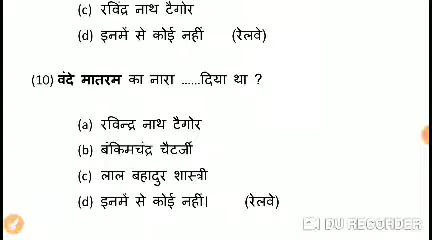 (c) रविंद्र नाथ टैगोर
(d) इनमें से कोई नहीं (रेलवे)
(10) वंदे मातरम का नारा ......दिया था ?
(a) रविन्द्र नाथ टैगोर
(b) बंकिमचंद्र चैटर्जी
(c) लाल बहादुर शास्त्री
(d) इनमें से कोई नहीं। (रेलवे)
DU RECORDER